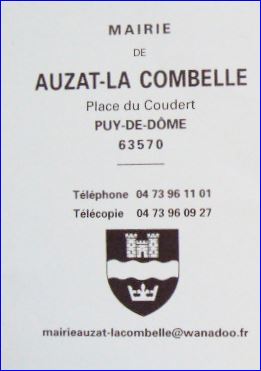 MAIRIE
DE
AUZAT-LA COMBELLE
Place du Coudert
PUY-DE-DÔME
63570
Téléphone 04 73 96 11 01
Télécopie 04 73 96 09 27
mairieauzat-lacombelle@wanadoo.fr